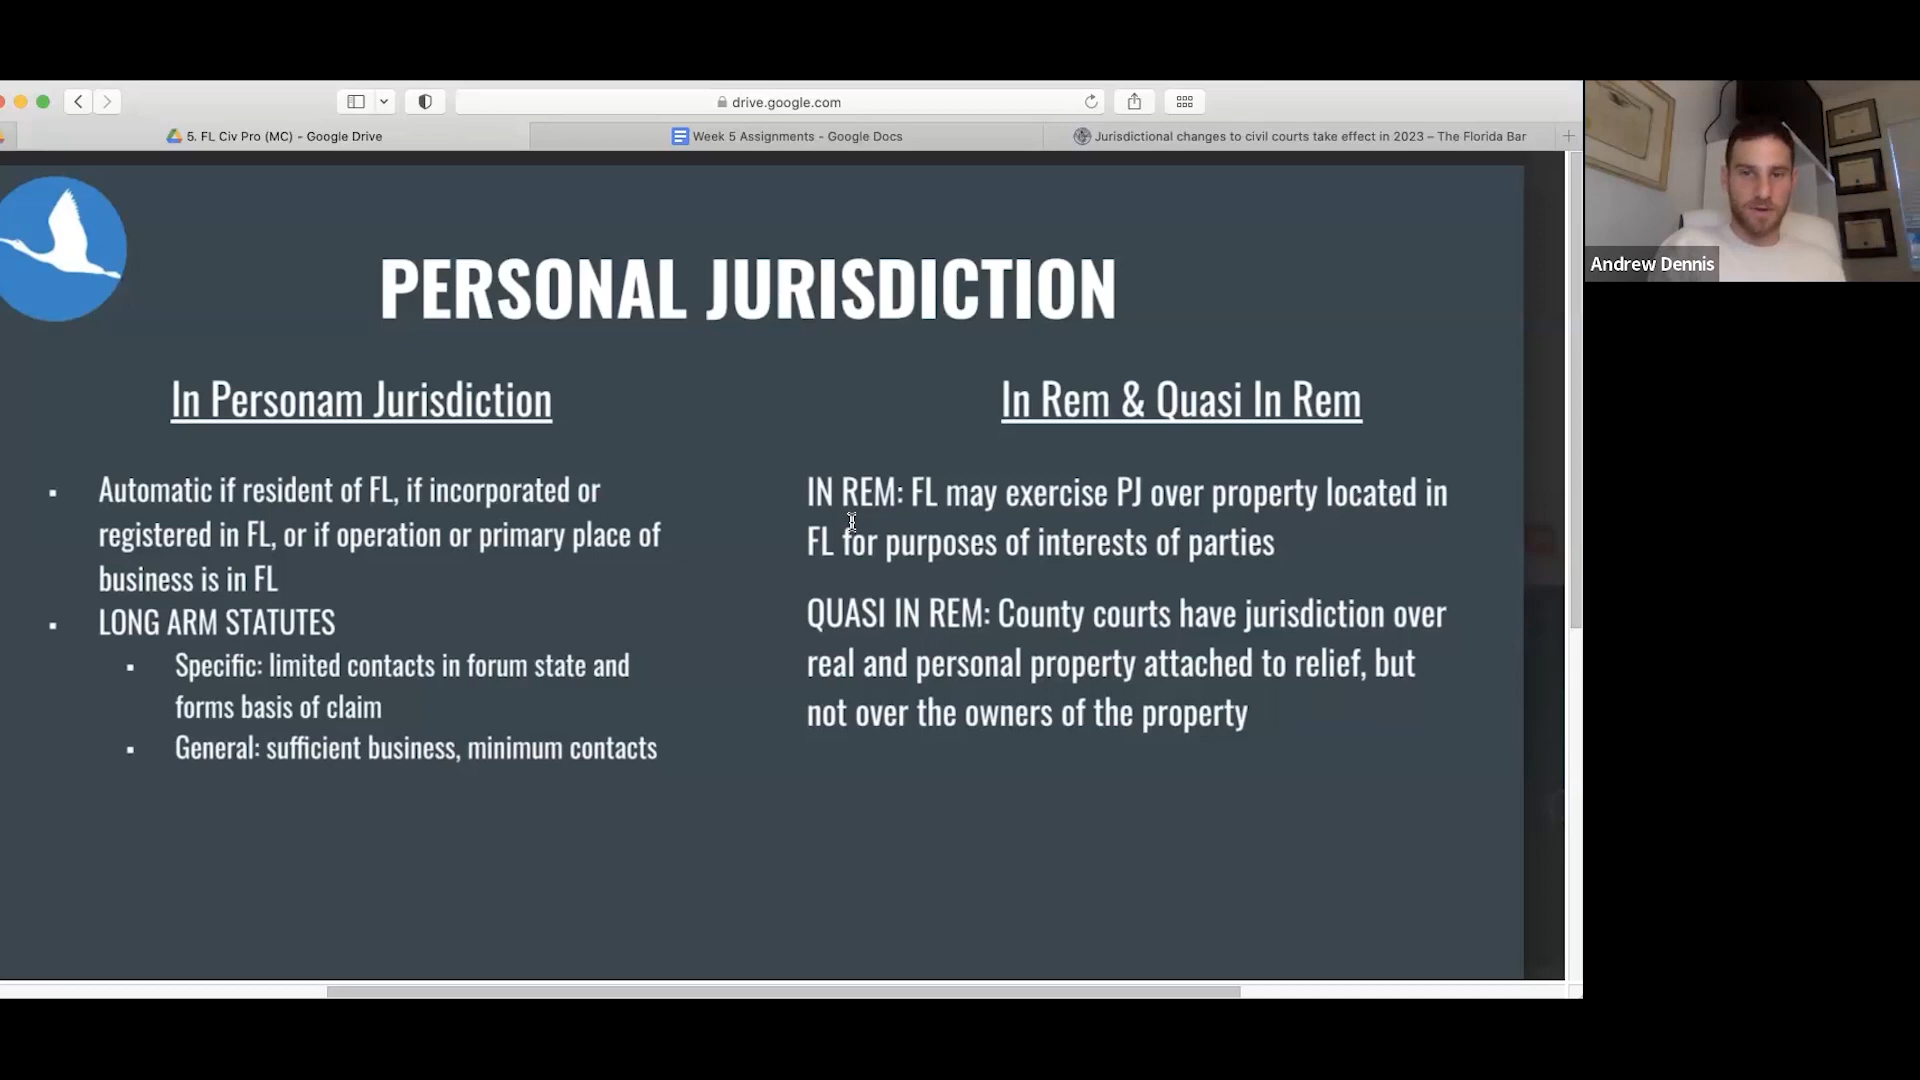 drive.google.com
5. FL Civ Pro (MC) - Google Drive
Week 5 Assignments - Google Docs
Jurisdictional changes to civil courts take effect in 2023 – The Florida Bar
Andrew Dennis
PERSONAL JURISDICTION
In Personam Jurisdiction
Automatic if resident of FL, if incorporated or
registered in FL, or if operation or primary place of
business is in FL
LONG ARM STATUTES
Specific: limited contacts in forum state and
forms basis of claim
General: sufficient business, minimum contacts
In Rem & Quasi In Rem
IN REM: FL may exercise PJ over property located in
FL for purposes of interests of parties
QUASI IN REM: County courts have jurisdiction over
real and personal property attached to relief, but
not over the owners of the property